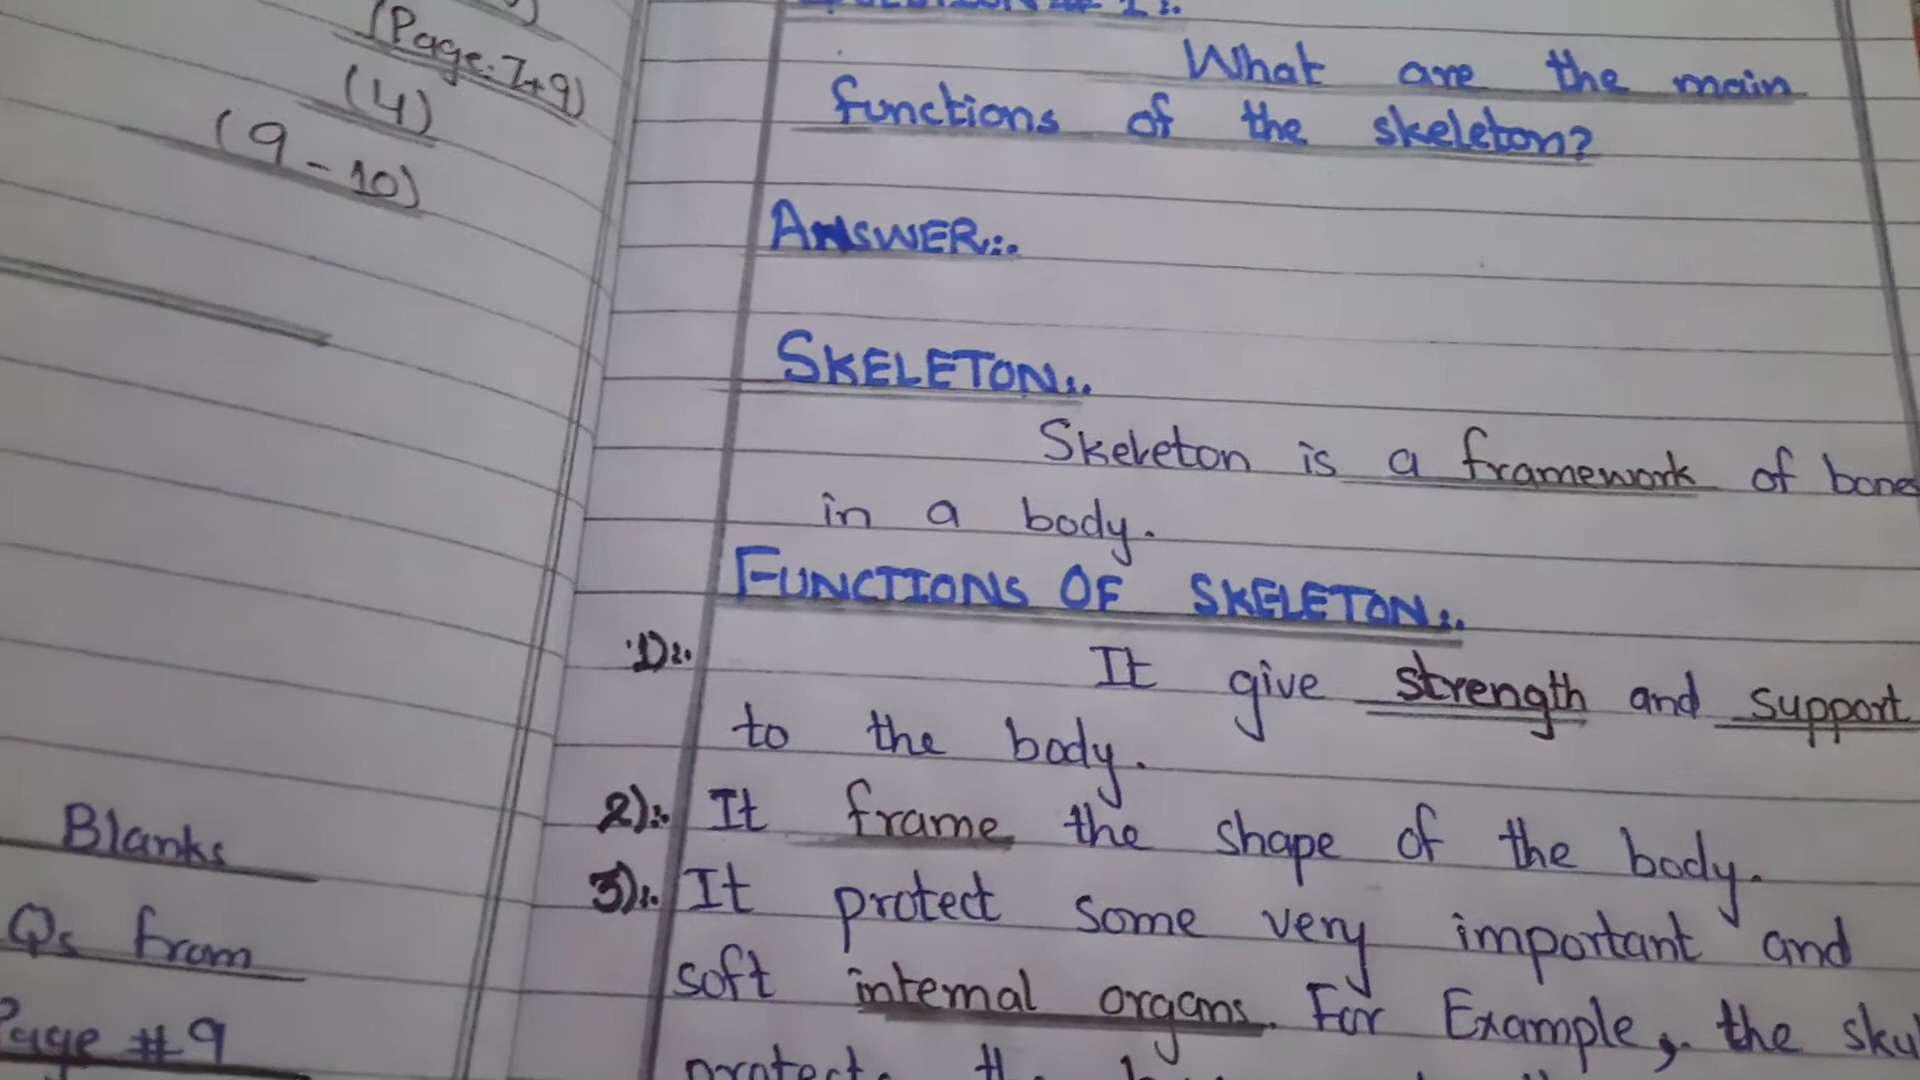 (Page:7+9)
(4)
(9-10)
Blanks
Qs from
Page #9
What are the main
functions of the skeleton?
ANSWER:.
SKELETON:.
Skeleton is a framework of bones
in a body.
FUNCTIONS OF SKELETON:.
1):. It give strength and support
to the body.
2):. It frame the shape of the body.
3):. It protect some very important and
soft internal organs. For Example, the